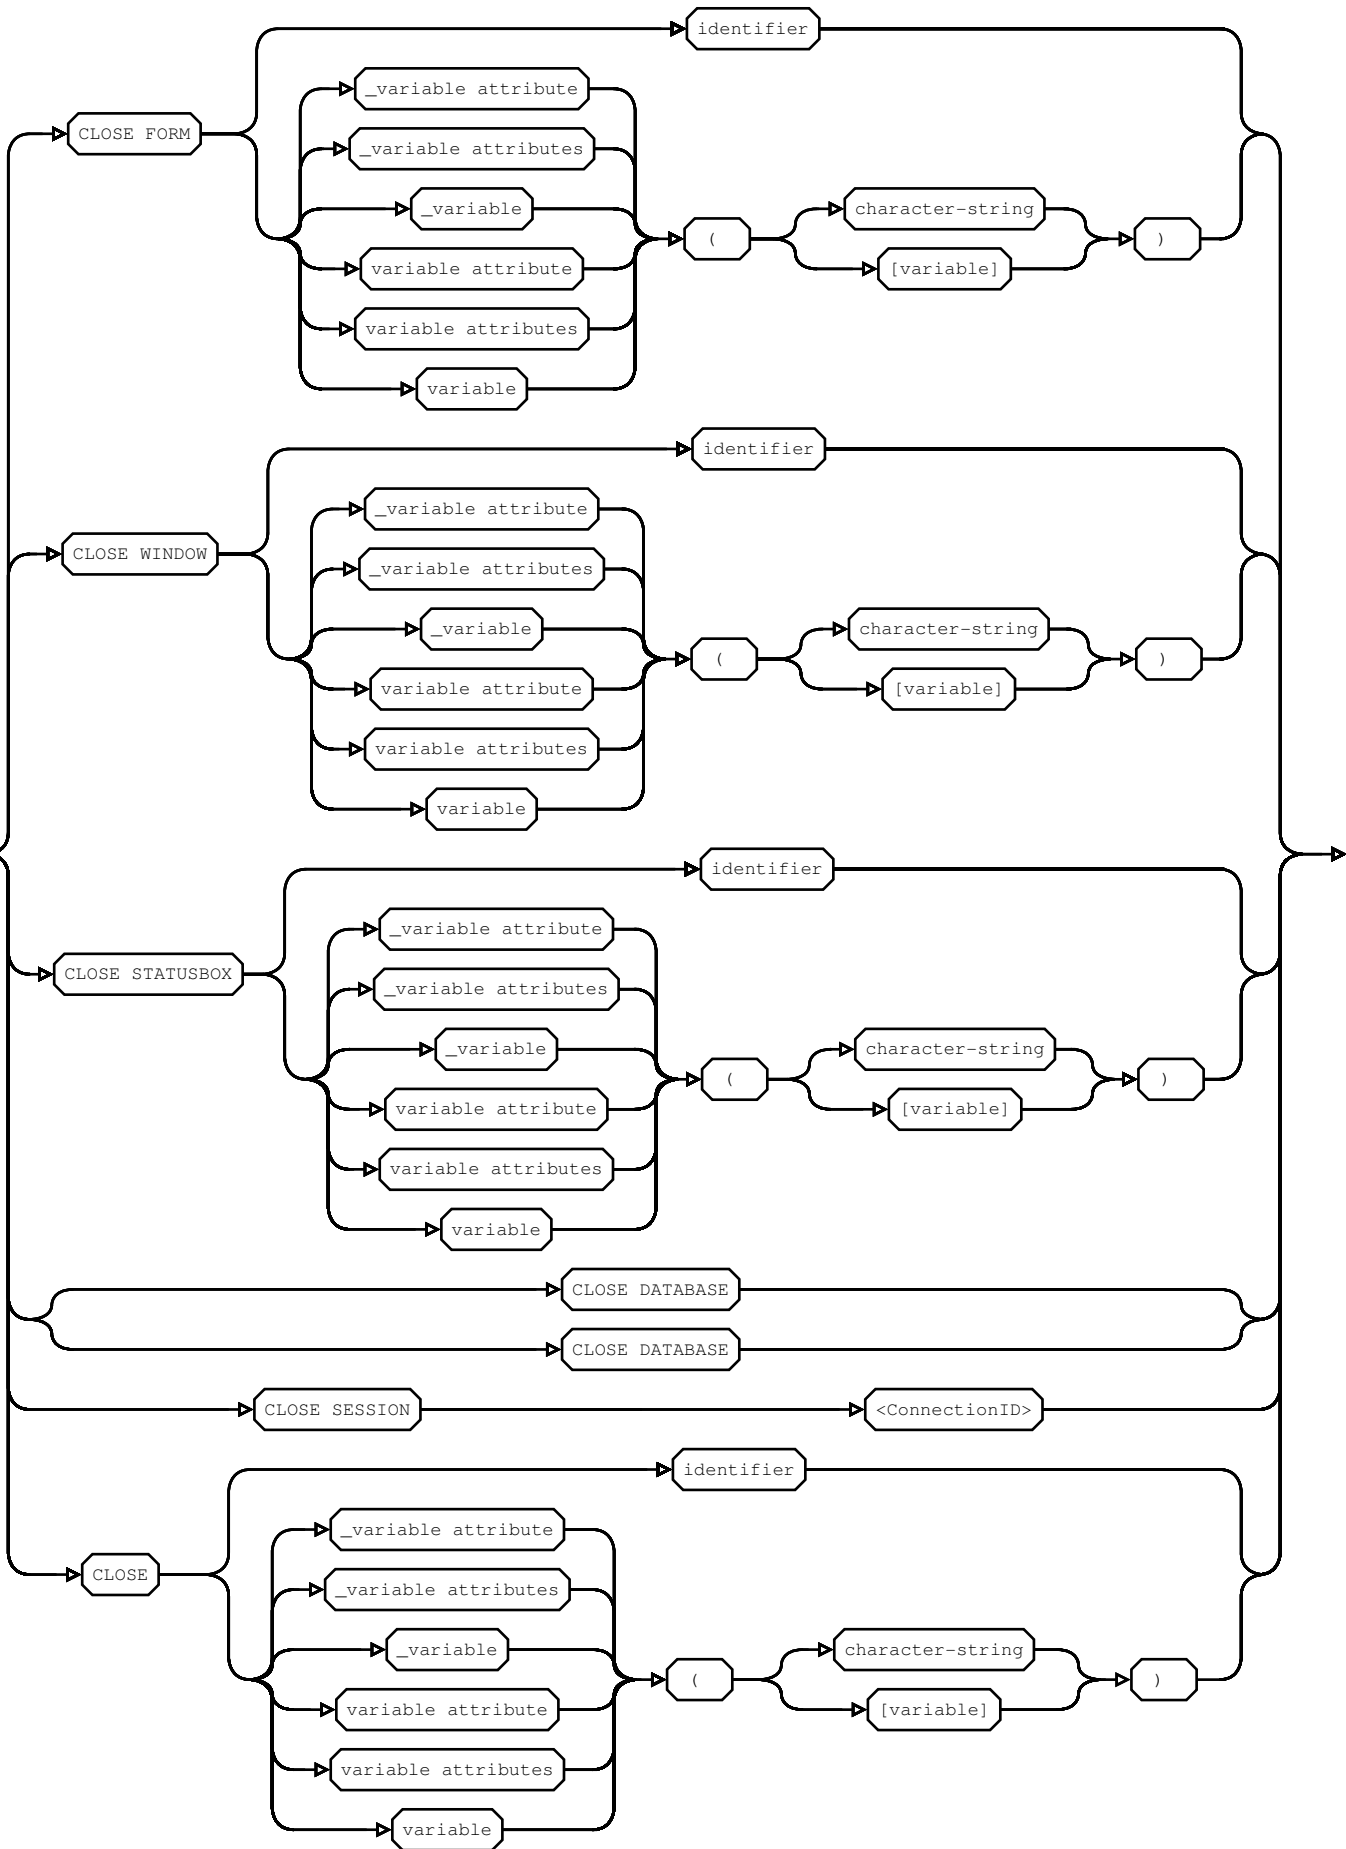 identifier
_variable attribute
CLOSE FORM
_variable attributes
_variable
character-string
(
)
variable attribute
[variable]
variable attributes
variable
identifier
_variable attribute
CLOSE WINDOW
_variable attributes
_variable
character-string
(
)
variable attribute
[variable]
variable attributes
variable
identifier
_variable attribute
CLOSE STATUSBOX
_variable attributes
_variable
character-string
(
)
variable attribute
[variable]
variable attributes
variable
CLOSE DATABASE
CLOSE DATABASE
CLOSE SESSION
<ConnectionID>
identifier
_variable attribute
CLOSE
_variable attributes
_variable
character-string
(
)
variable attribute
[variable]
variable attributes
variable